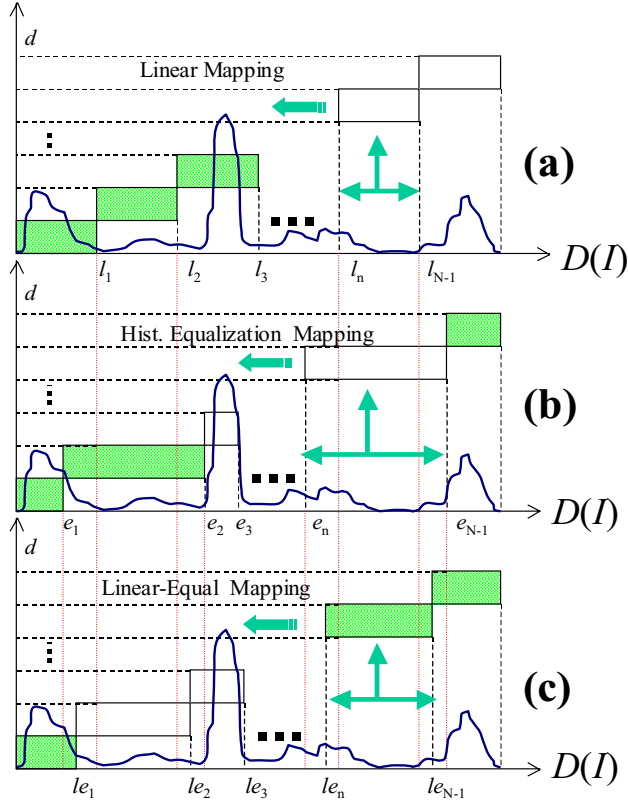 d
Linear Mapping
(a)
l1 l2 l3 ln lN-1 D(I)
d
Hist. Equalization Mapping
(b)
e1 e2 e3 en eN-1 D(I)
d
Linear-Equal Mapping
(c)
le1 le2 le3 len leN-1 D(I)